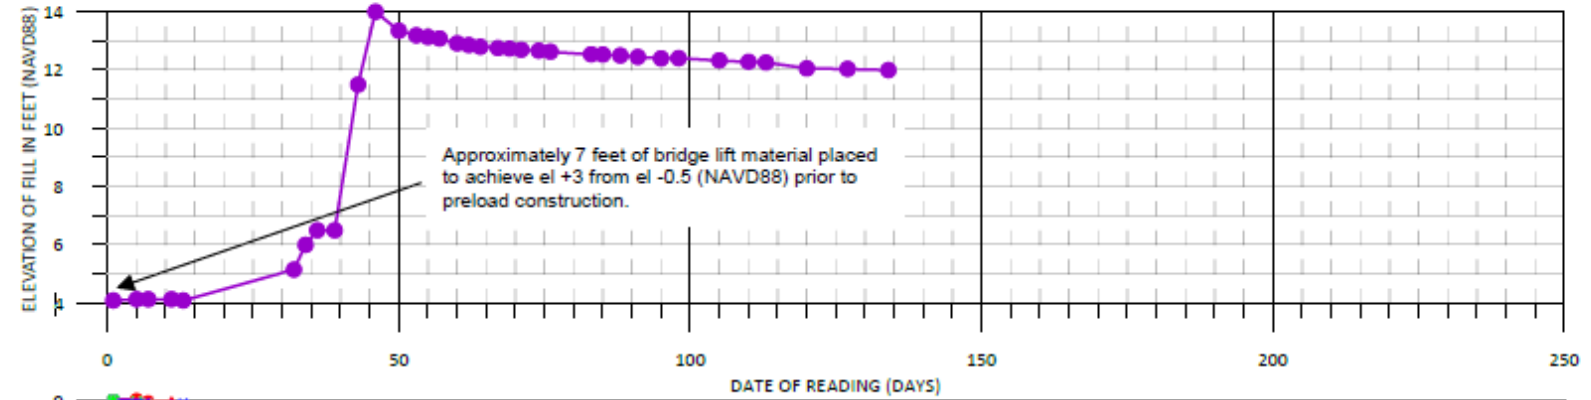 ELEVATION OF FILL IN FEET (NAVD88)
14
12
10
8
6
4
Approximately 7 feet of bridge lift material placed
to achieve el +3 from el -0.5 (NAVD88) prior to
preload construction.
0 50 100 150 200 250
DATE OF READING (DAYS)